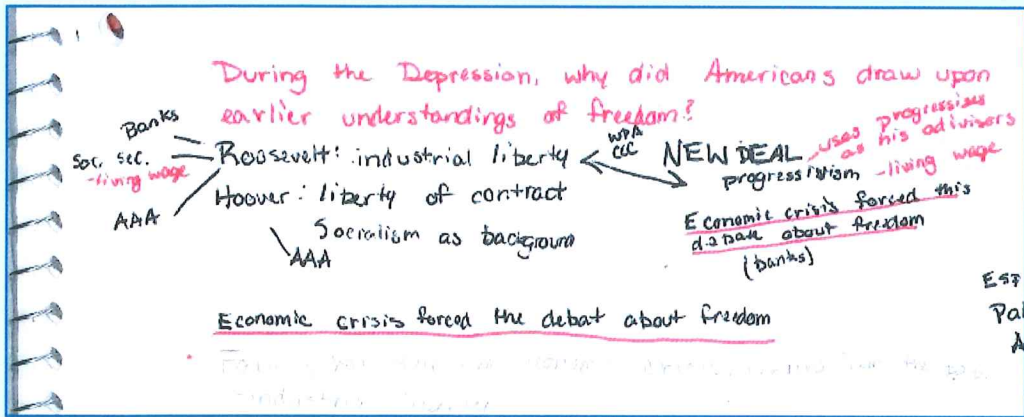 During the Depression, why did Americans draw upon
earlier understandings of freedom?
Banks
Soc. Sec.
-living wage
AAA
Roosevelt: industrial liberty
Hoover: liberty of contract
Socialism as background
AAA
WPA
CCC
NEW DEAL
progressivism
-uses progressives
as his adivisors
-living wage
Economic crisis forced this
debate about freedom
(banks)
Economic crisis forced the debat about freedom